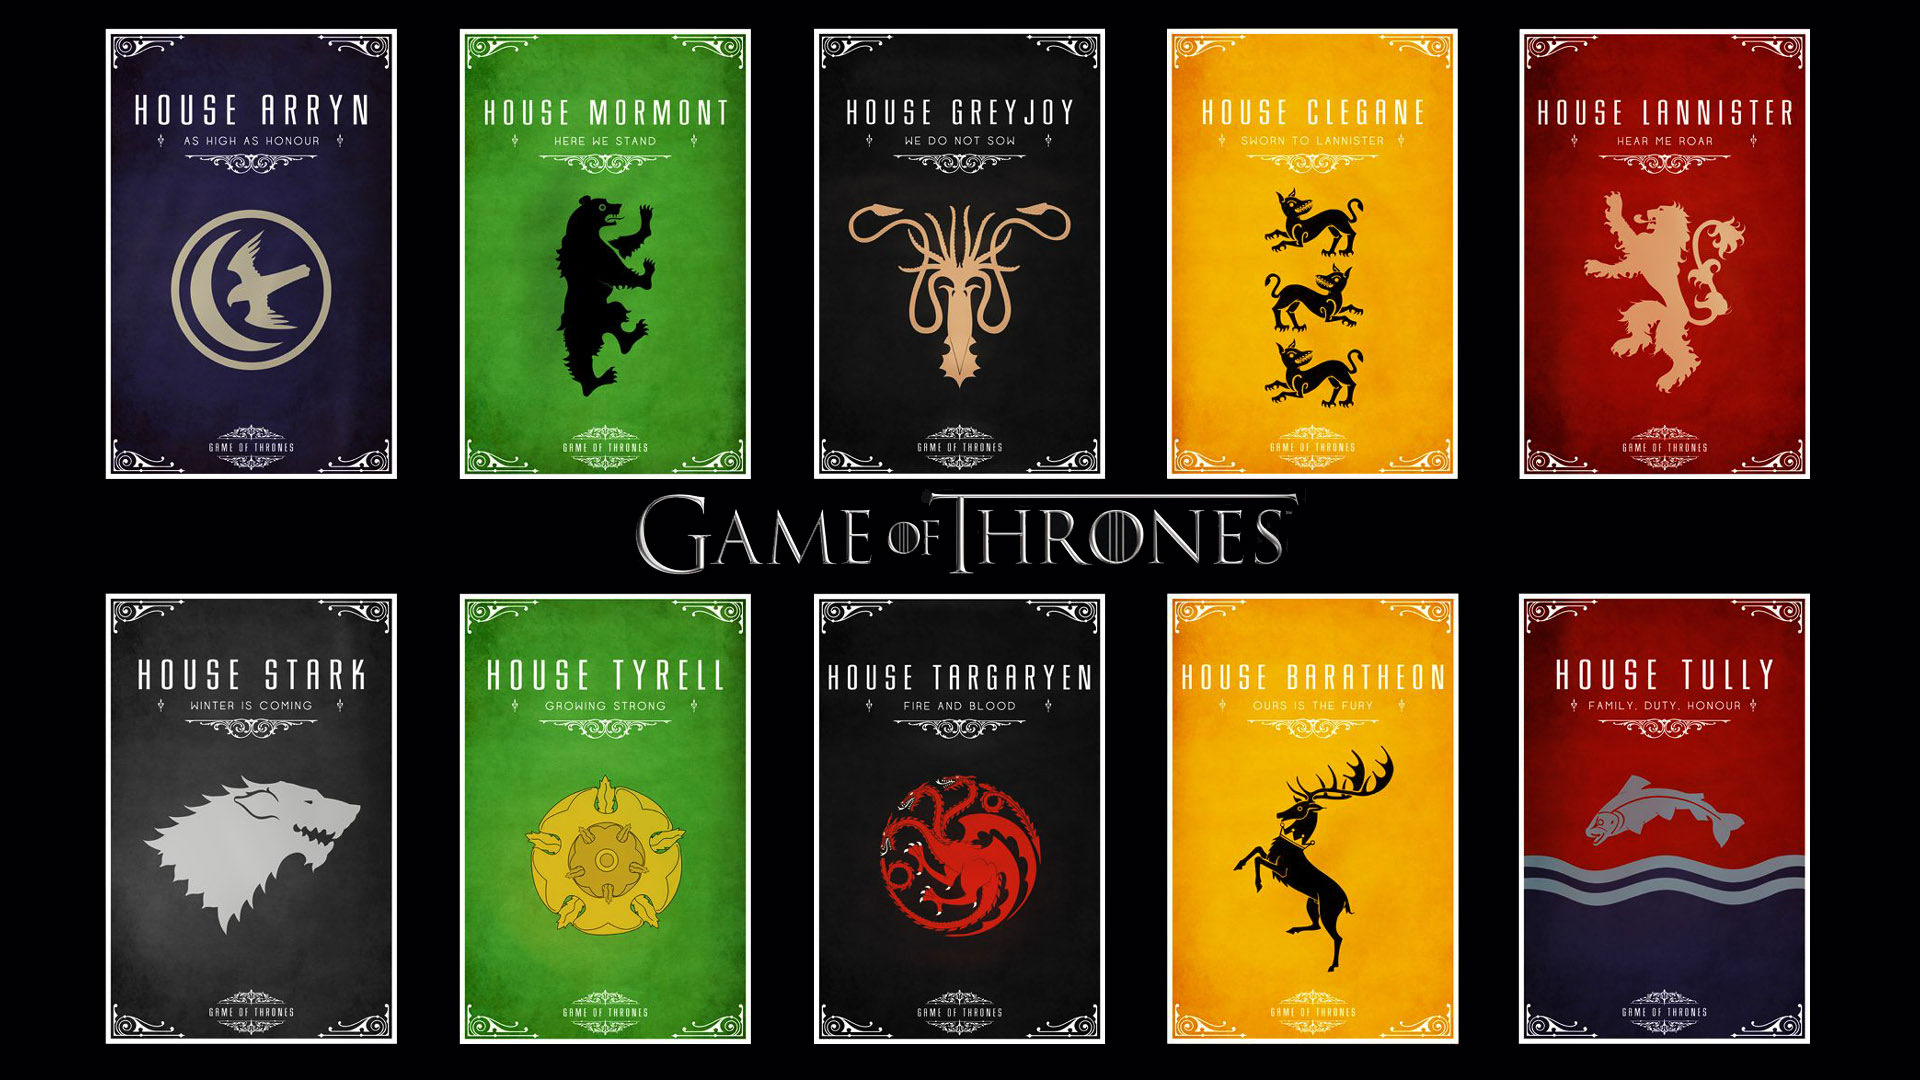 HOUSE ARRYN
AS HIGH AS HONOUR
GAME OF THRONES
HOUSE MORMONT
HERE WE STAND
GAME OF THRONES
HOUSE GREYJOY
WE DO NOT SOW
GAME OF THRONES
HOUSE CLEGANE
SWORN TO LANNISTER
GAME OF THRONES
HOUSE LANNISTER
HEAR ME ROAR
GAME OF THRONES
GAME OF THRONES
HOUSE STARK
WINTER IS COMING
GAME OF THRONES
HOUSE TYRELL
GROWING STRONG
GAME OF THRONES
HOUSE TARGARYEN
FIRE AND BLOOD
GAME OF THRONES
HOUSE BARATHEON
OURS IS THE FURY
GAME OF THRONES
HOUSE TULLY
FAMILY. DUTY. HONOUR
GAME OF THRONES